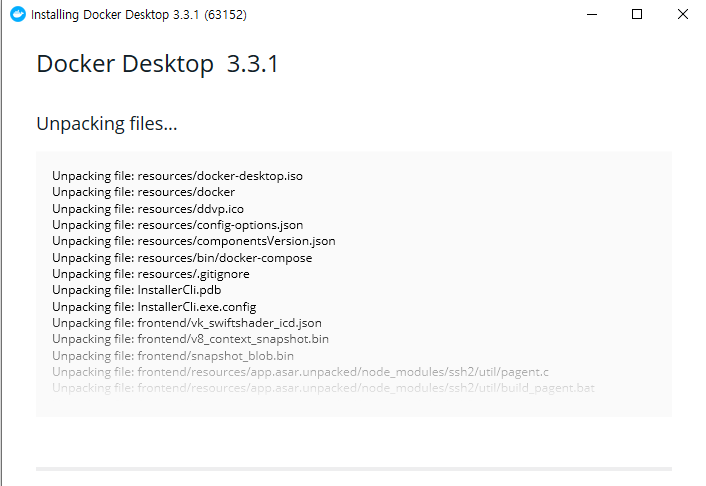 Installing Docker Desktop 3.3.1 (63152)
Docker Desktop 3.3.1
Unpacking files...
Unpacking file: resources/docker-desktop.iso
Unpacking file: resources/docker
Unpacking file: resources/ddvp.ico
Unpacking file: resources/config-options.json
Unpacking file: resources/componentsVersion.json
Unpacking file: resources/bin/docker-compose
Unpacking file: resources/.gitignore
Unpacking file: InstallerCli.pdb
Unpacking file: InstallerCli.exe.config
Unpacking file: frontend/vk_swiftshader_icd.json
Unpacking file: frontend/v8_context_snapshot.bin
Unpacking file: frontend/snapshot_blob.bin
Unpacking file: frontend/resources/app.asar.unpacked/node_modules/ssh2/util/pagent.c
Unpacking file: frontend/resources/app.asar.unpacked/node_modules/ssh2/util/build_pagent.bat